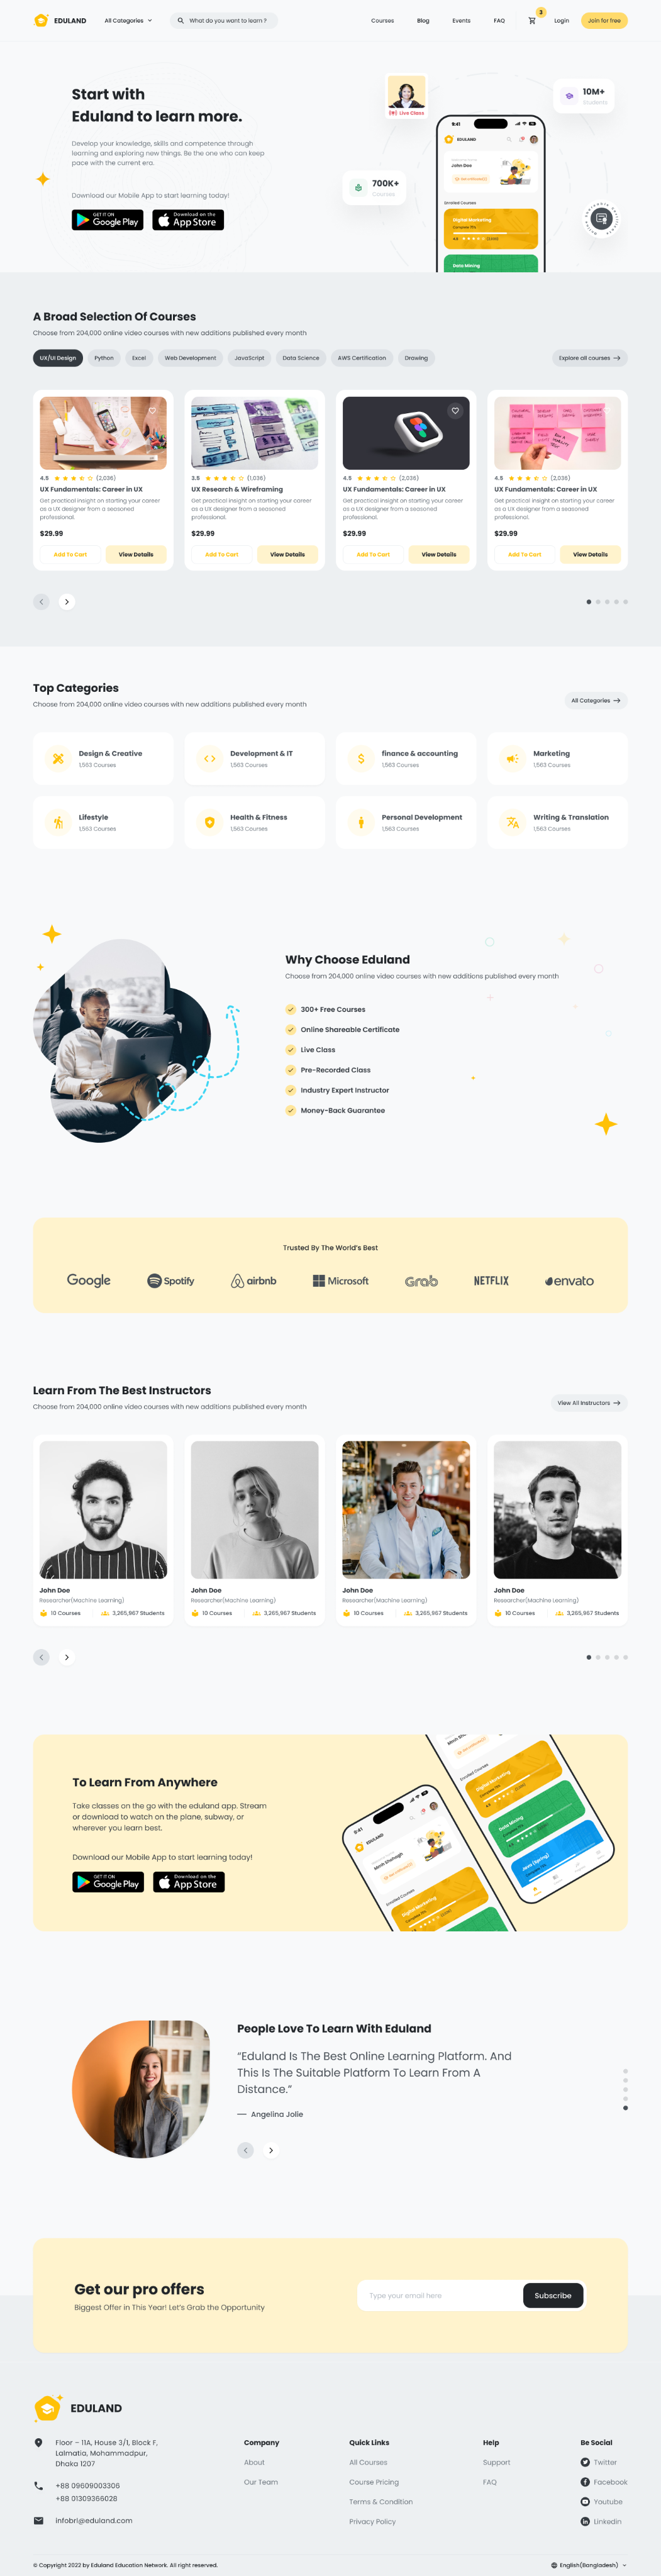 EDULAND
All Categories
What do you want to learn ?
Courses
Blog
Events
FAQ
3
Login
Join for free
Start with
Eduland to learn more.
Develop your knowledge, skills and competence through
learning and exploring new things. Be the one who can keep
pace with the current era.
Download our Mobile App to start learning today!
GET IT ON
Google Play
Download on the
App Store
Live Class
10M+
Students
700K+
Courses
9:41
EDULAND
John Doe
Enrolled Courses
Digital Marketing
Data Mining
A Broad Selection Of Courses
Choose from 204,000 online video courses with new additions published every month
UX/UI Design
Python
Excel
Web Development
JavaScript
Data Science
AWS Certification
Drawing
Explore all courses
4.5
(2,036)
UX Fundamentals: Career in UX
Get practical insight on starting your career
as a UX designer from a seasoned
professional.
$29.99
Add To Cart
View Details
3.5
(1,036)
UX Research & Wireframing
Get practical insight on starting your career
as a UX designer from a seasoned
professional.
$29.99
Add To Cart
View Details
4.5
(2,036)
UX Fundamentals: Career in UX
Get practical insight on starting your career
as a UX designer from a seasoned
professional.
$29.99
Add To Cart
View Details
4.5
(2,036)
UX Fundamentals: Career in UX
Get practical insight on starting your career
as a UX designer from a seasoned
professional.
$29.99
Add To Cart
View Details
Top Categories
Choose from 204,000 online video courses with new additions published every month
All Categories
Design & Creative
1,563 Courses
Development & IT
1,563 Courses
finance & accounting
1,563 Courses
Marketing
1,563 Courses
Lifestyle
1,563 Courses
Health & Fitness
1,563 Courses
Personal Development
1,563 Courses
Writing & Translation
1,563 Courses
Why Choose Eduland
Choose from 204,000 online video courses with new additions published every month
300+ Free Courses
Online Shareable Certificate
Live Class
Pre-Recorded Class
Industry Expert Instructor
Money-Back Guarantee
Trusted By The World's Best
Google
Spotify
airbnb
Microsoft
Grab
NETFLIX
envato
Learn From The Best Instructors
Choose from 204,000 online video courses with new additions published every month
View All Instructors
John Doe
Researcher(Machine Learning)
10 Courses
3,265,967 Students
John Doe
Researcher(Machine Learning)
10 Courses
3,265,967 Students
John Doe
Researcher(Machine Learning)
10 Courses
3,265,967 Students
John Doe
Researcher(Machine Learning)
10 Courses
3,265,967 Students
To Learn From Anywhere
Take classes on the go with the eduland app. Stream
or download to watch on the plane, subway, or
wherever you learn best.
Download our Mobile App to start learning today!
GET IT ON
Google Play
Download on the
App Store
9:41
EDULAND
Enrolled Courses
Digital Marketing
Enrolled Courses
Digital Marketing
Data Mining
Java (Spring)
People Love To Learn With Eduland
“Eduland Is The Best Online Learning Platform. And
This Is The Suitable Platform To Learn From A
Distance.”
Angelina Jolie
Get our pro offers
Biggest Offer in This Year! Let's Grab the Opportunity
Type your email here
Subscribe
EDULAND
Floor – 11A, House 3/1, Block F,
Lalmatia, Mohammadpur,
Dhaka 1207
+88 09609003306
+88 01309366028
infobrl@eduland.com
Company
About
Our Team
Quick Links
All Courses
Course Pricing
Terms & Condition
Privacy Policy
Help
Support
FAQ
Be Social
Twitter
Facebook
Youtube
Linkedin
© Copyright 2022 by Eduland Education Network. All right reserved.
English(Bangladesh)